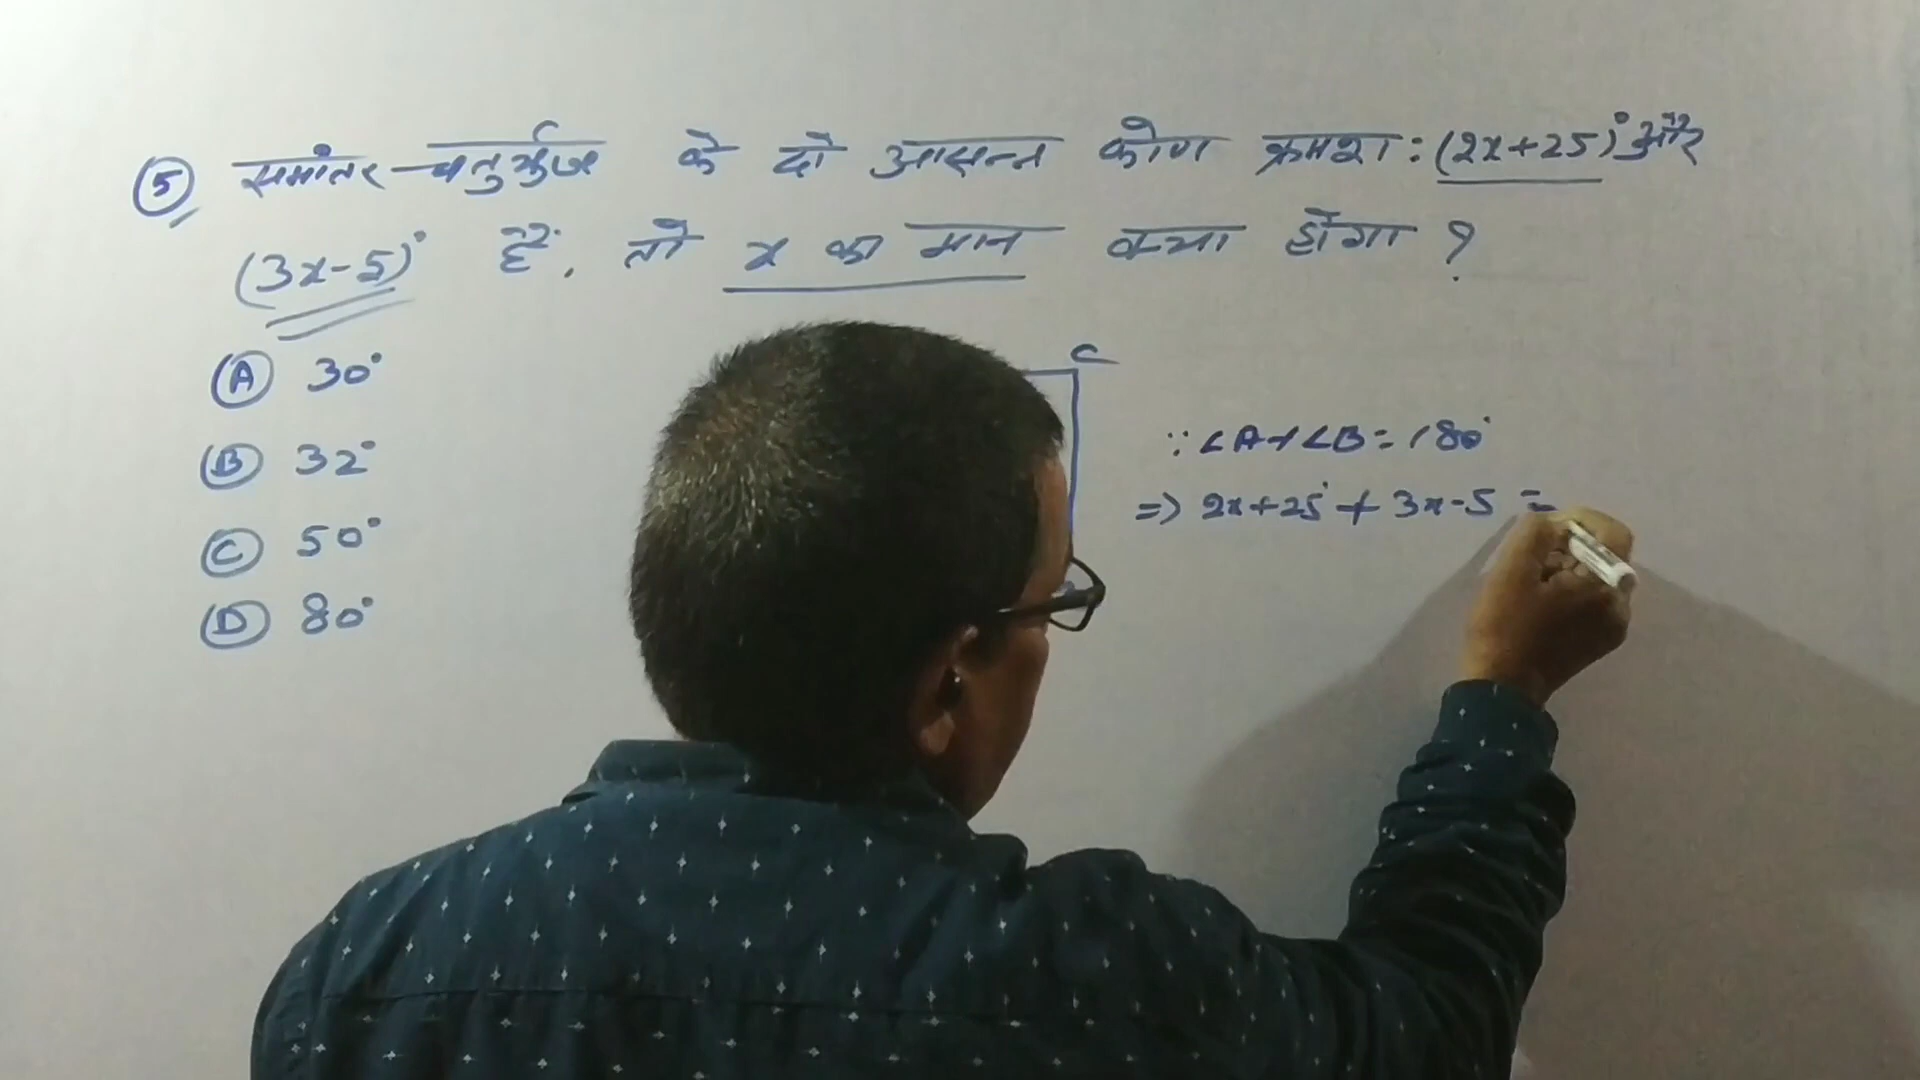 ⑤ समांतर चतुर्भुज के दो आसन्न कोण क्रमशः (2x+25)° और
(3x-5)° हैं, तो x का मान क्या होगा ?
Ⓐ 30°
Ⓑ 32°
Ⓒ 50°
Ⓓ 80°
C
∵ ∠A+∠B=180°
=> 2x+25°+3x-5 =